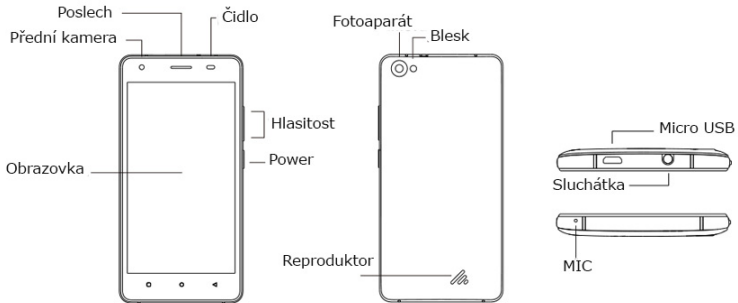 Poslech
Čidlo
Přední kamera
Hlasitost
Power
Obrazovka
Fotoaparát
Blesk
Reproduktor
Micro USB
Sluchátka
MIC